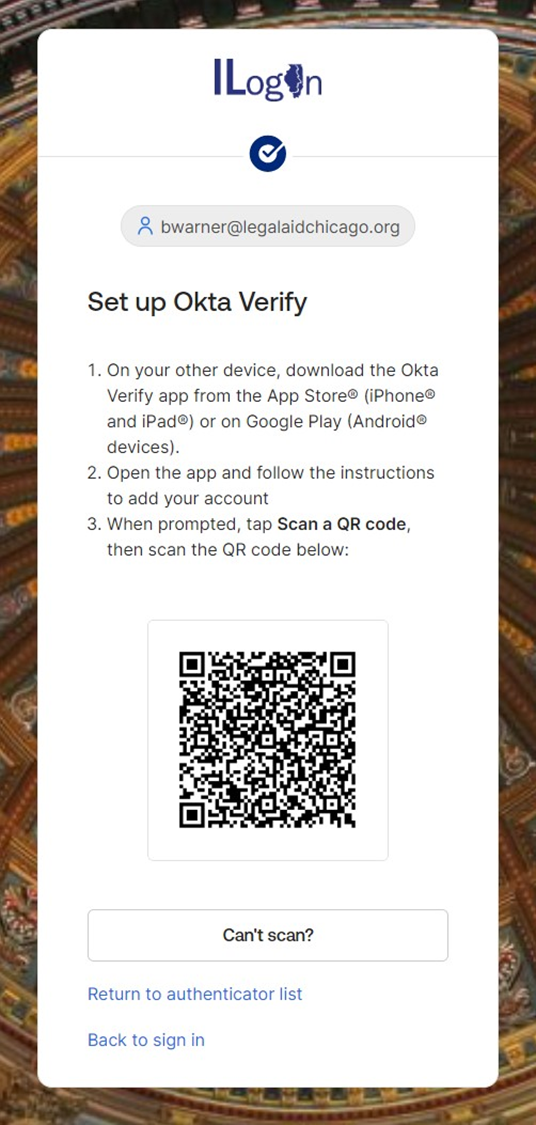 ILogIn
bwarner@legalaidchicago.org
Set up Okta Verify
1. On your other device, download the Okta
Verify app from the App Store® (iPhone®
and iPad®) or on Google Play (Android®
devices).
2. Open the app and follow the instructions
to add your account
3. When prompted, tap Scan a QR code,
then scan the QR code below:
Can't scan?
Return to authenticator list
Back to sign in